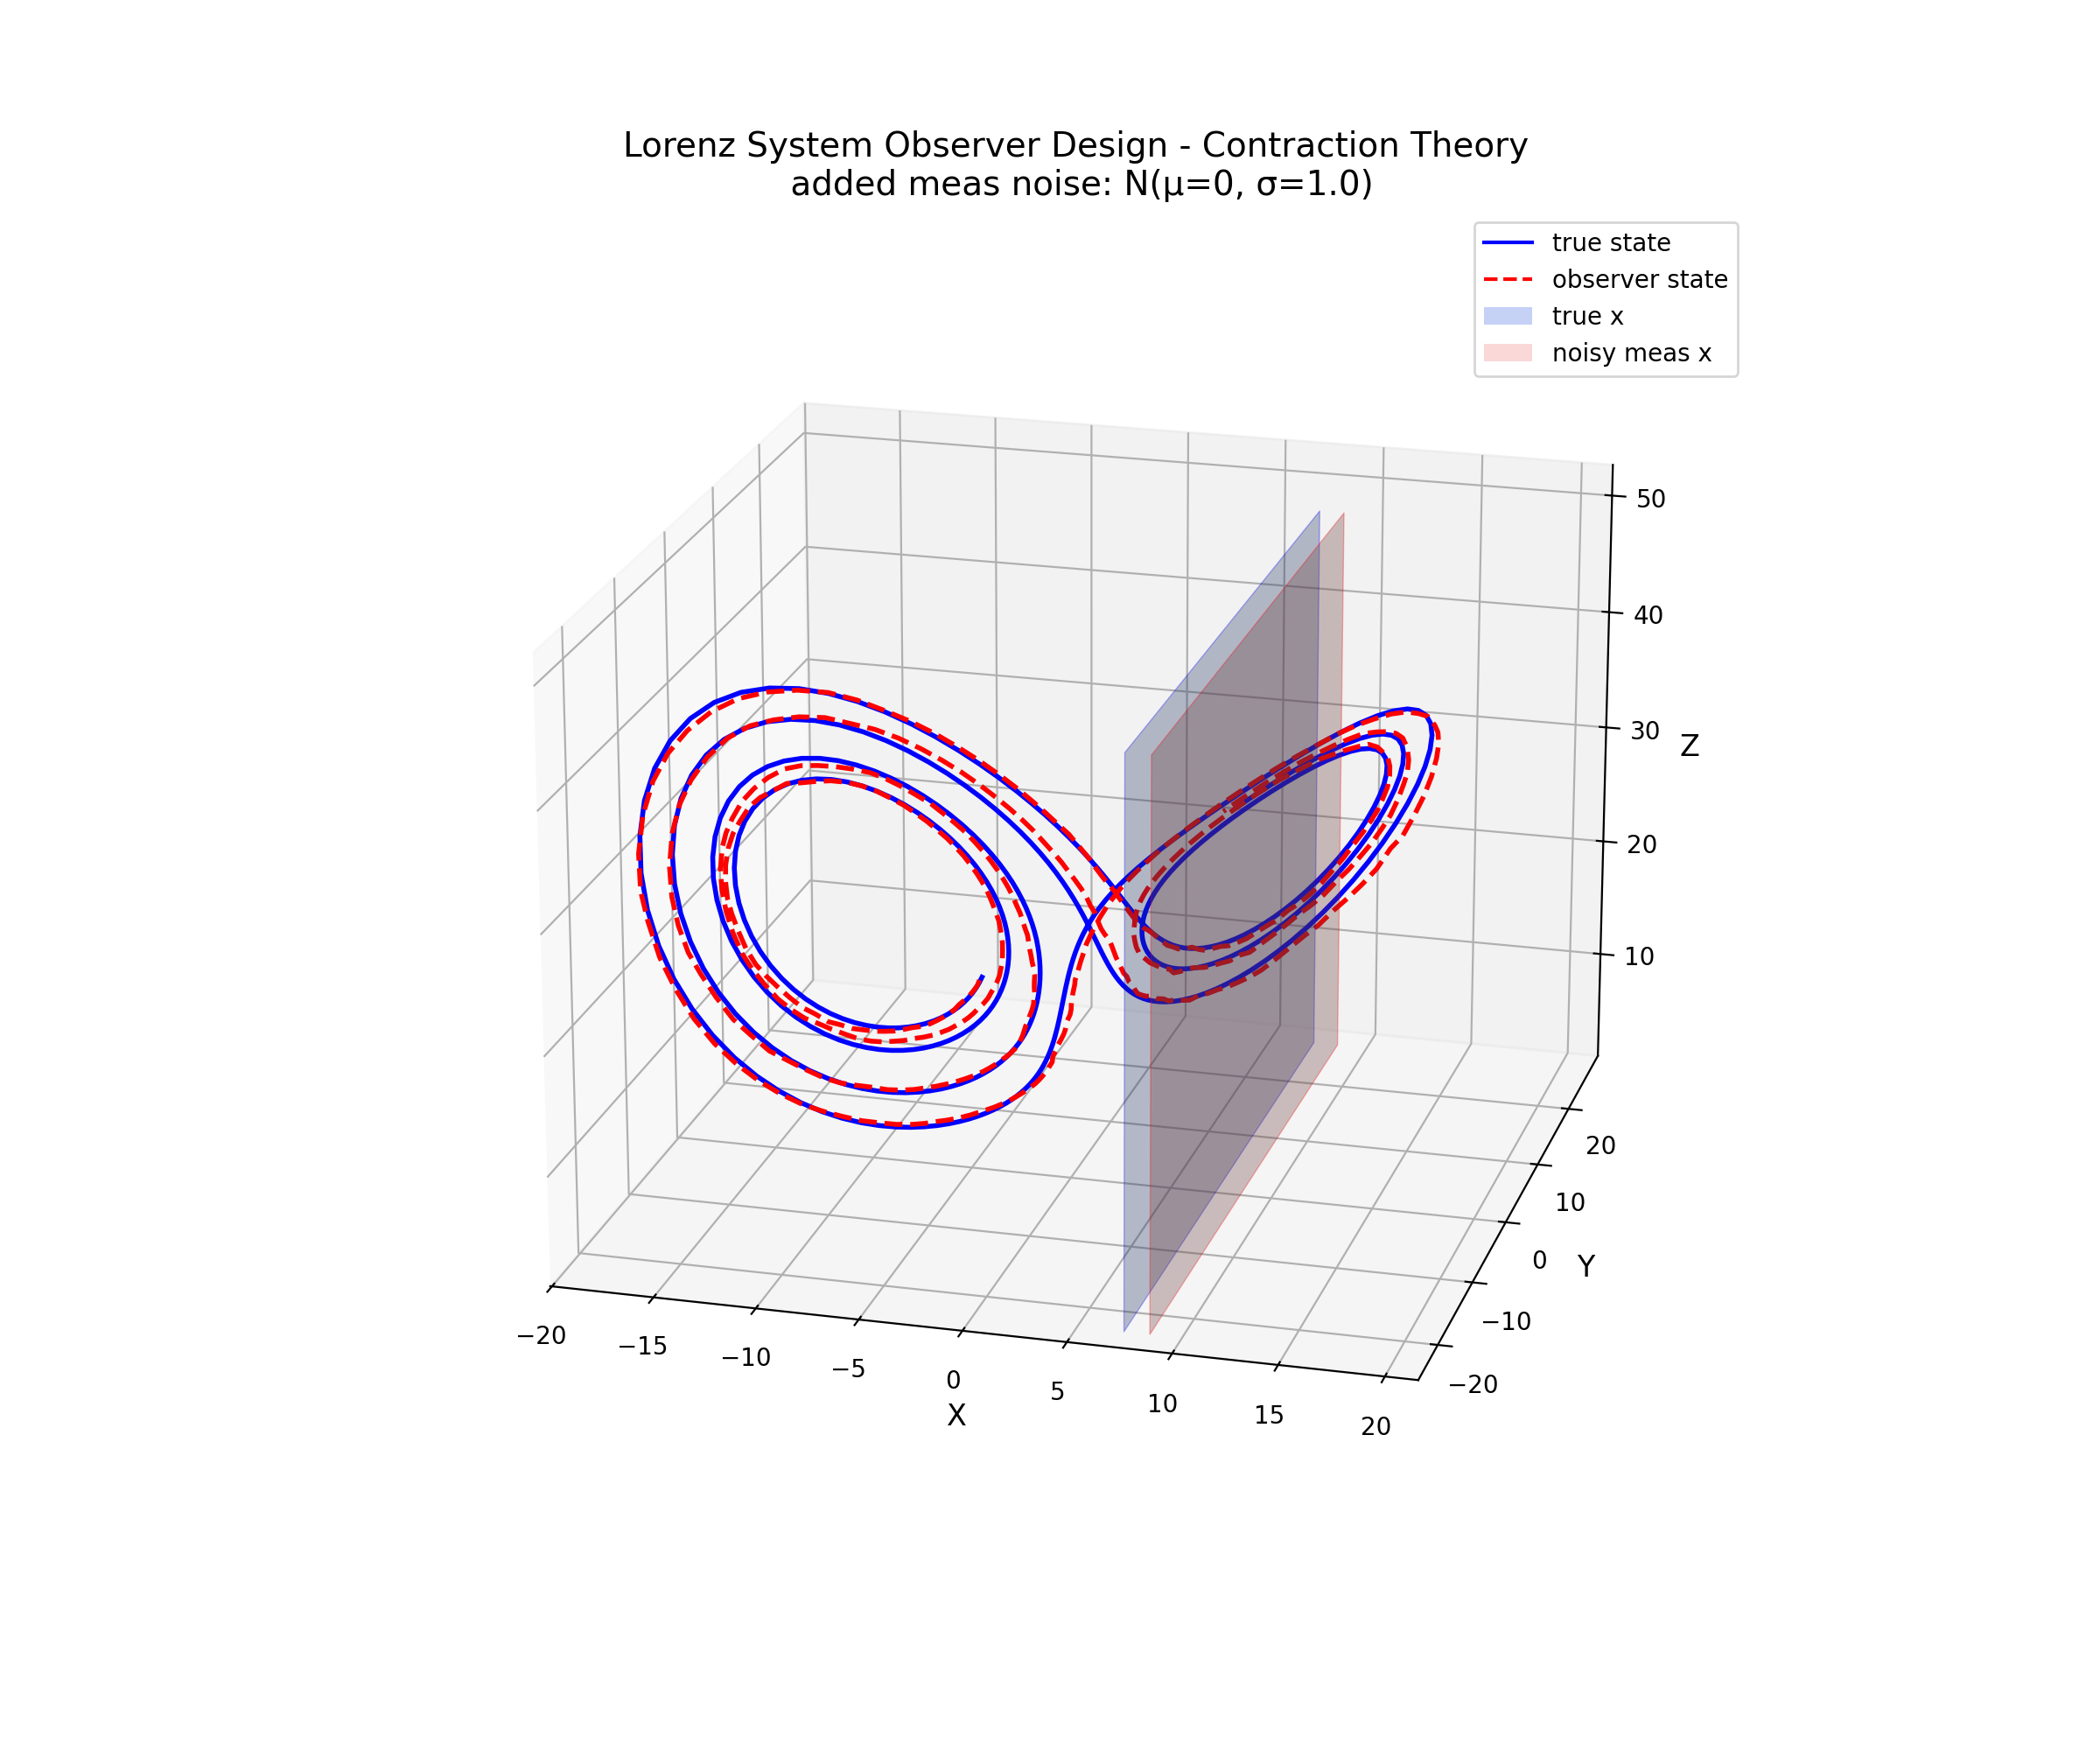 Lorenz System Observer Design - Contraction Theory
added meas noise: N(μ=0, σ=1.0)
true state
observer state
true x
noisy meas x
50
40
30
20
10
Z
20
10
0
−10
−20
Y
−20
−15
−10
−5
0
5
10
15
20
X